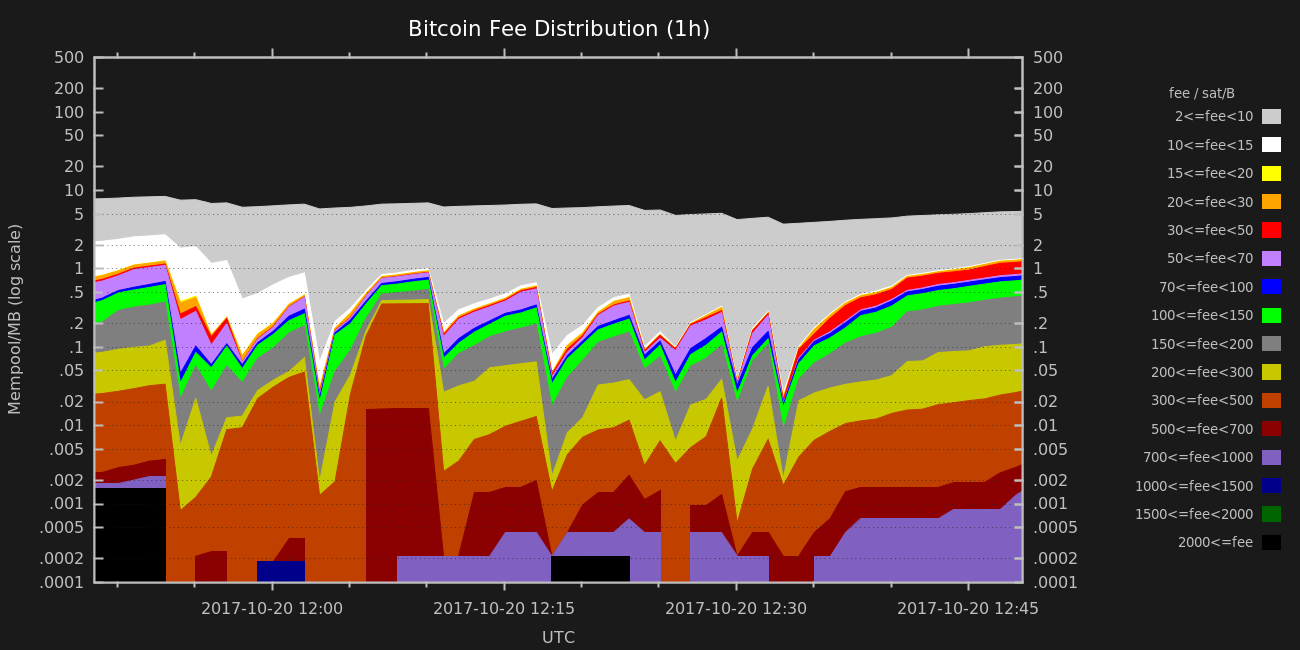 Bitcoin Fee Distribution (1h)
500 500
200 200
100 100
50 50
20 20
10 10
5 5
2 2
1 1
.5 .5
.2 .2
.1 .1
.05 .05
.02 .02
.01 .01
.005 .005
.002 .002
.001 .001
.0005 .0005
.0002 .0002
.0001 .0001
Mempool/MB (log scale)
2017-10-20 12:00 2017-10-20 12:15 2017-10-20 12:30 2017-10-20 12:45
UTC
fee / sat/B
2<=fee<10
10<=fee<15
15<=fee<20
20<=fee<30
30<=fee<50
50<=fee<70
70<=fee<100
100<=fee<150
150<=fee<200
200<=fee<300
300<=fee<500
500<=fee<700
700<=fee<1000
1000<=fee<1500
1500<=fee<2000
2000<=fee